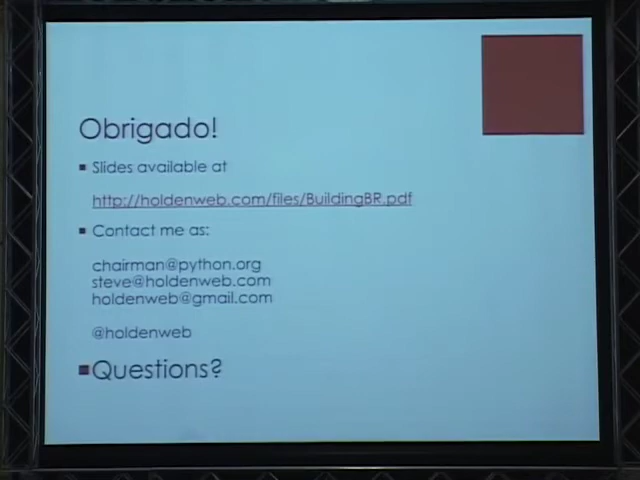 Obrigado!
Slides available at
http://holdenweb.com/files/BuildingBR.pdf
Contact me as:
chairman@python.org
steve@holdenweb.com
holdenweb@gmail.com
@holdenweb
Questions?